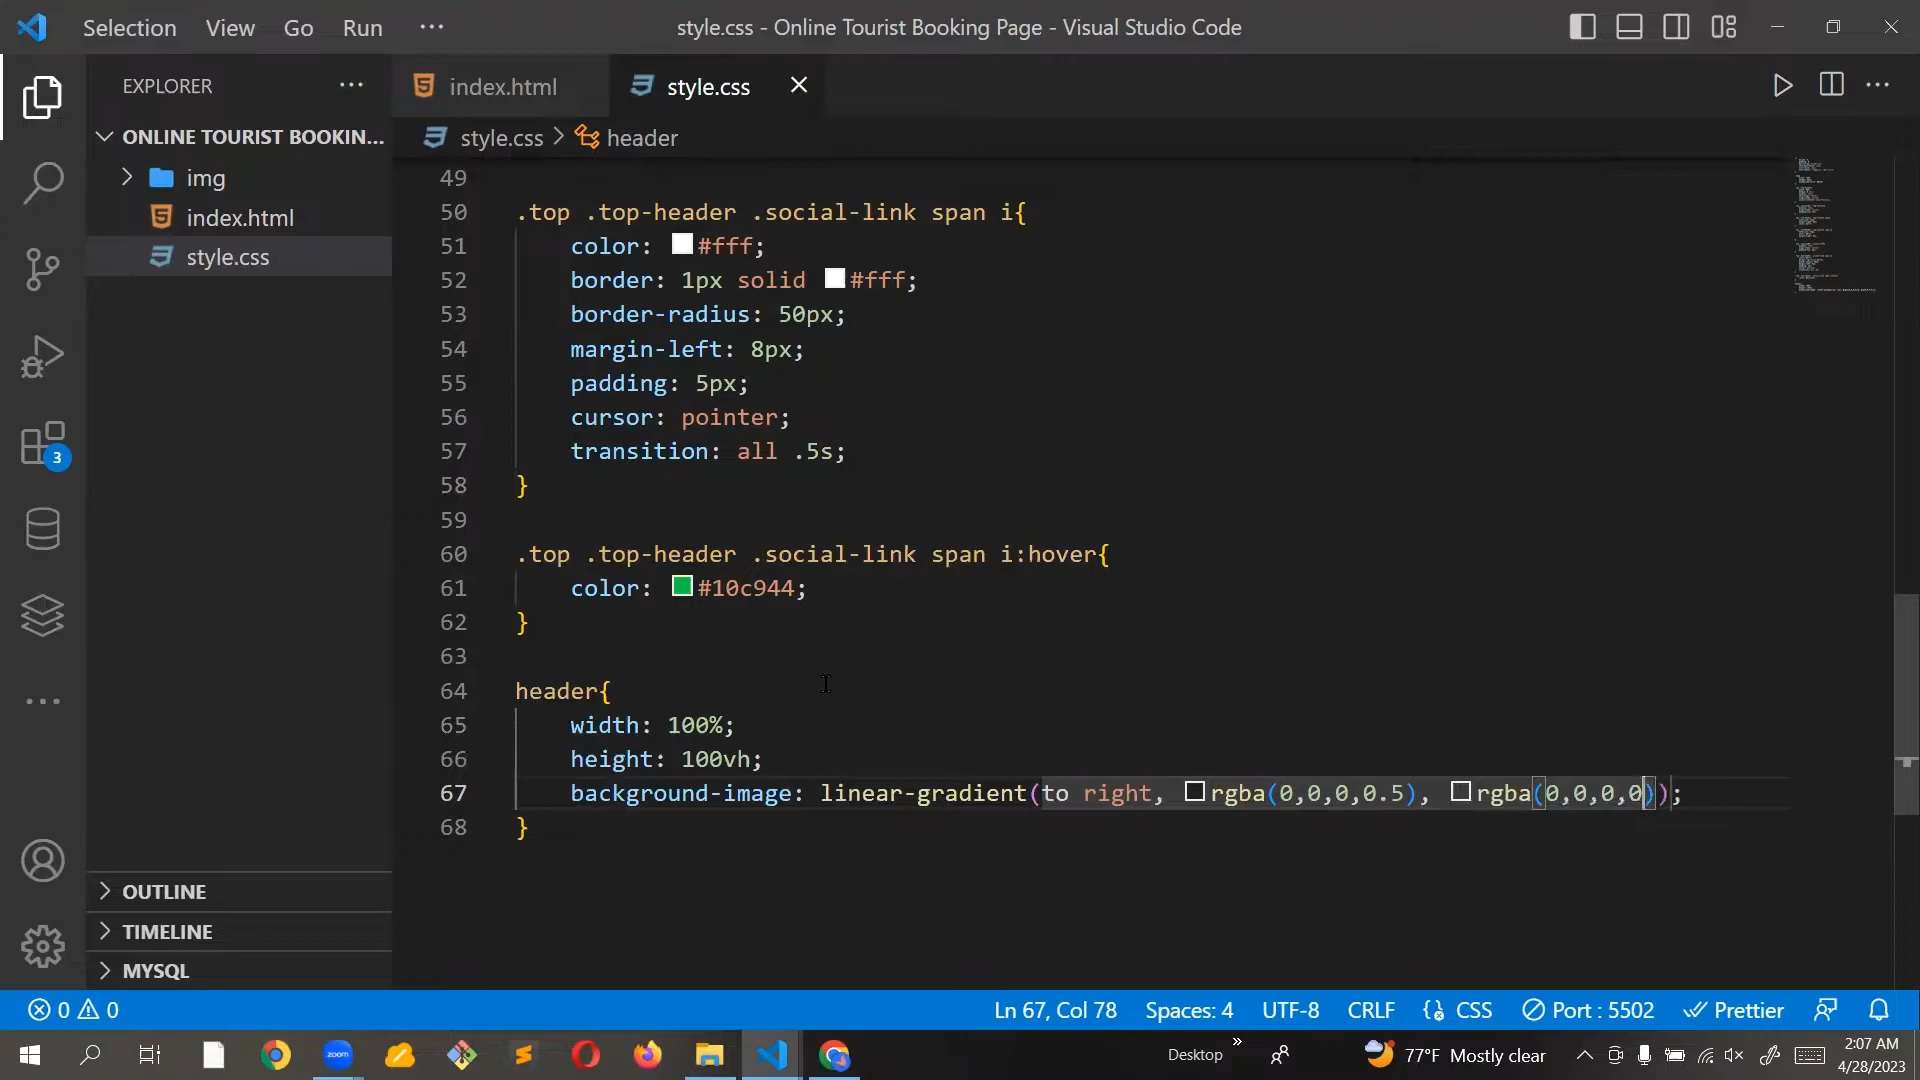 Selection View Go Run ··· style.css - Online Tourist Booking Page - Visual Studio Code
EXPLORER ···
index.html style.css
ONLINE TOURIST BOOKIN...
style.css > header
img
index.html
style.css
49
50 .top .top-header .social-link span i{
51 color: #fff;
52 border: 1px solid #fff;
53 border-radius: 50px;
54 margin-left: 8px;
55 padding: 5px;
56 cursor: pointer;
57 transition: all .5s;
58 }
59
60 .top .top-header .social-link span i:hover{
61 color: #10c944;
62 }
63
64 header{
65 width: 100%;
66 height: 100vh;
67 background-image: linear-gradient(to right, rgba(0,0,0,0.5), rgba(0,0,0,0));
68 }
3
OUTLINE
TIMELINE
MYSQL
0 0 Ln 67, Col 78 Spaces: 4 UTF-8 CRLF CSS Port : 5502 Prettier
zoom Desktop 77°F Mostly clear 2:07 AM
4/28/2023